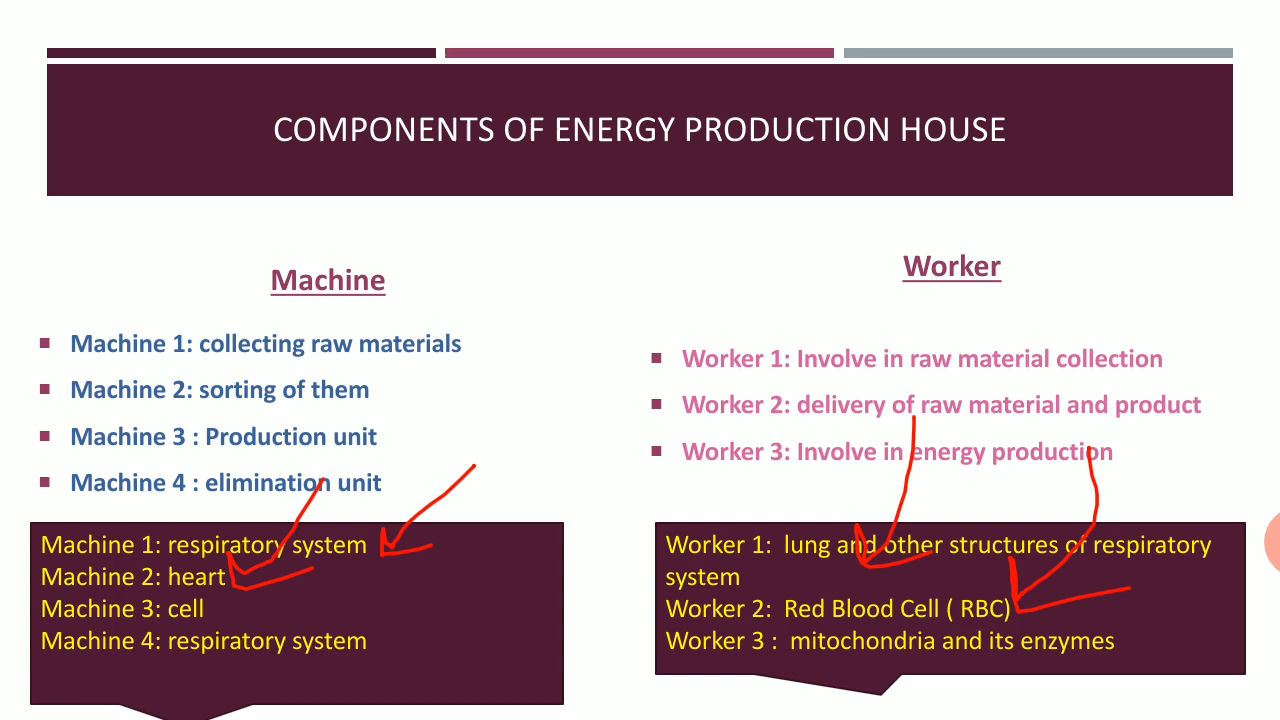 COMPONENTS OF ENERGY PRODUCTION HOUSE
Machine
Machine 1: collecting raw materials
Machine 2: sorting of them
Machine 3 : Production unit
Machine 4 : elimination unit
Machine 1: respiratory system
Machine 2: heart
Machine 3: cell
Machine 4: respiratory system
Worker
Worker 1: Involve in raw material collection
Worker 2: delivery of raw material and product
Worker 3: Involve in energy production
Worker 1: lung and other structures of respiratory
system
Worker 2: Red Blood Cell ( RBC)
Worker 3 : mitochondria and its enzymes